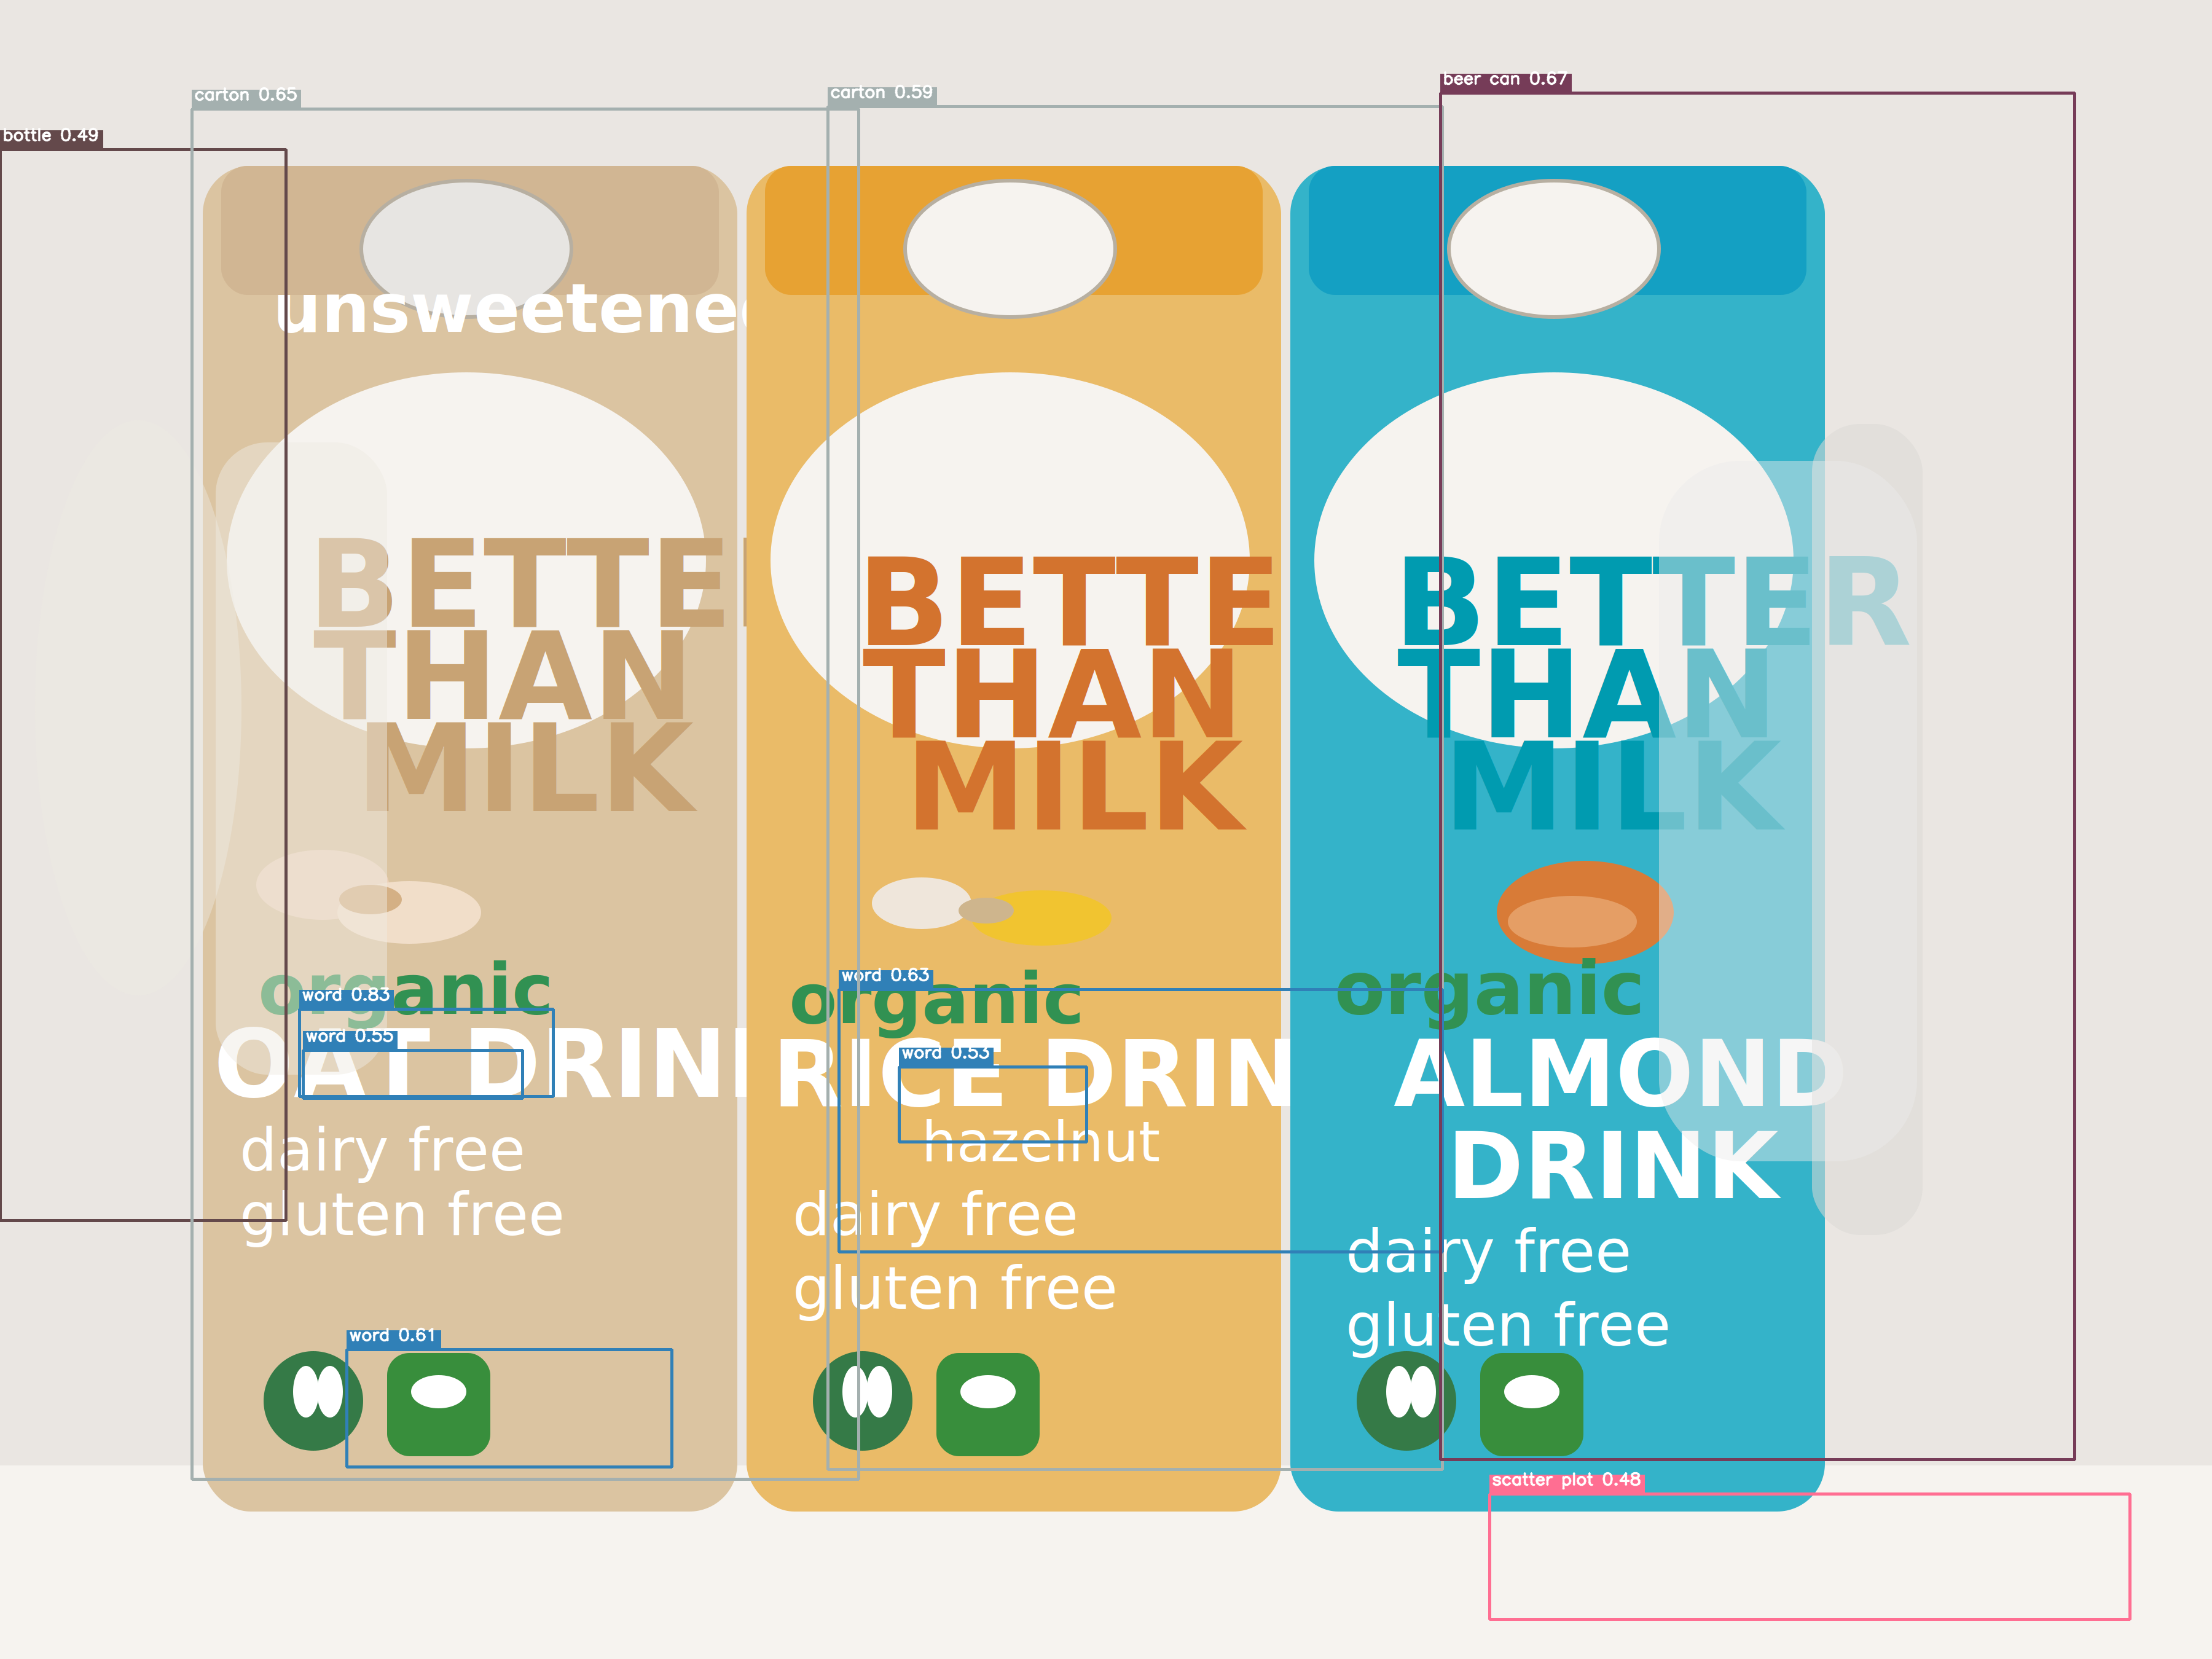 beer can 0.67
carton 0.65
carton 0.59
bottle 0.49
unsweetene
BETTE
THAN
MILK
organic
word 0.83
word 0.55
OAT DRIN
dairy free
gluten free
word 0.61
BETTE
THAN
MILK
word 0.63
organic
word 0.53
RICE DRIN
hazelnut
dairy free
gluten free
BETTER
THAN
MILK
organic
ALMOND
DRINK
dairy free
gluten free
scatter plot 0.48